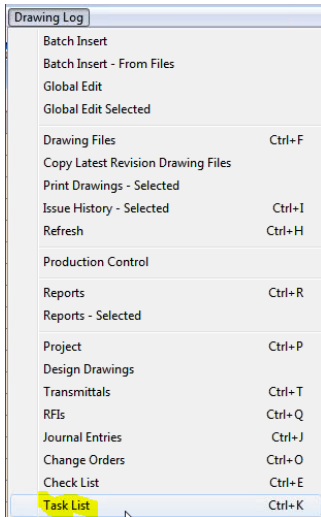 Drawing Log
Batch Insert
Batch Insert - From Files
Global Edit
Global Edit Selected
Drawing Files Ctrl+F
Copy Latest Revision Drawing Files
Print Drawings - Selected
Issue History - Selected Ctrl+I
Refresh Ctrl+H
Production Control
Reports Ctrl+R
Reports - Selected
Project Ctrl+P
Design Drawings
Transmittals Ctrl+T
RFIs Ctrl+Q
Journal Entries Ctrl+J
Change Orders Ctrl+O
Check List Ctrl+E
Task List Ctrl+K